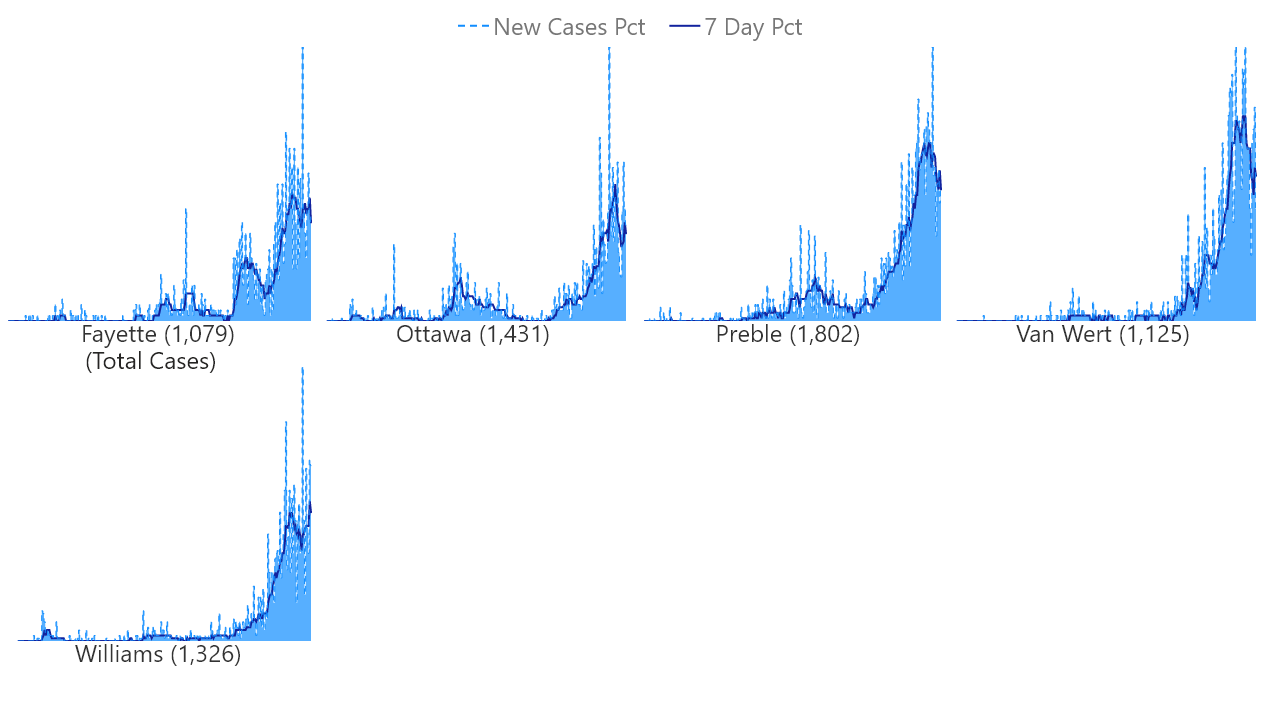 New Cases Pct 7 Day Pct
Fayette (1,079)
(Total Cases)
Ottawa (1,431)
Preble (1,802)
Van Wert (1,125)
Williams (1,326)